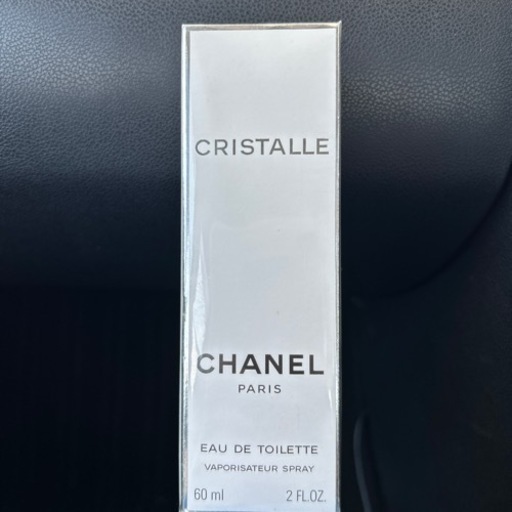 CRISTALLE
CHANEL
PARIS
EAU DE TOILETTE
VAPORISATEUR SPRAY
60 ml 2 FL.OZ.